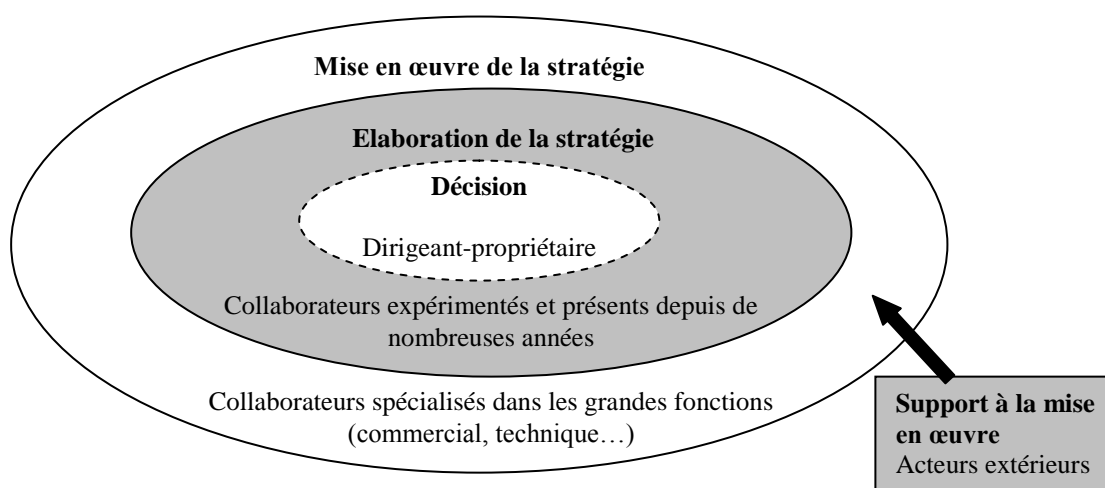 Mise en œuvre de la stratégie
Elaboration de la stratégie
Décision
Dirigeant-propriétaire
Collaborateurs expérimentés et présents depuis de
nombreuses années
Collaborateurs spécialisés dans les grandes fonctions
(commercial, technique…)
Support à la mise
en œuvre
Acteurs extérieurs